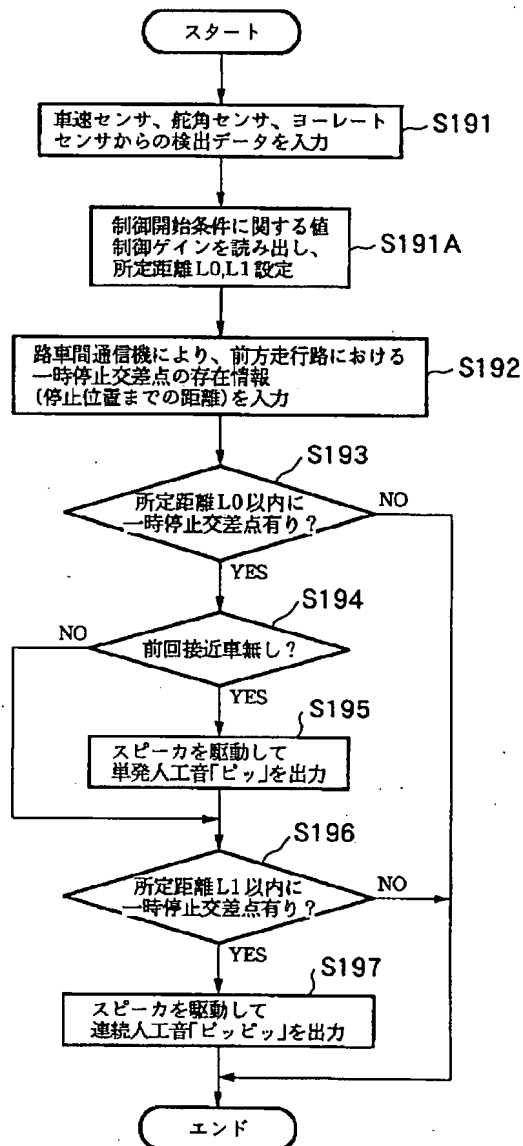 スタート
車速センサ、舵角センサ、ヨーレート
センサからの検出データを入力
S191
制御開始条件に関する値
制御ゲインを読み出し、
所定距離L0,L1設定
S191A
路車間通信機により、前方走行路における
一時停止交差点の存在情報
(停止位置までの距離)を入力
S192
S193
所定距離L0以内に
一時停止交差点有り?
NO
YES
S194
NO
前回接近車無し?
YES
S195
スピーカを駆動して
単発人工音「ピッ」を出力
S196
所定距離L1以内に
一時停止交差点有り?
NO
YES
S197
スピーカを駆動して
連続人工音「ピッピッ」を出力
エンド